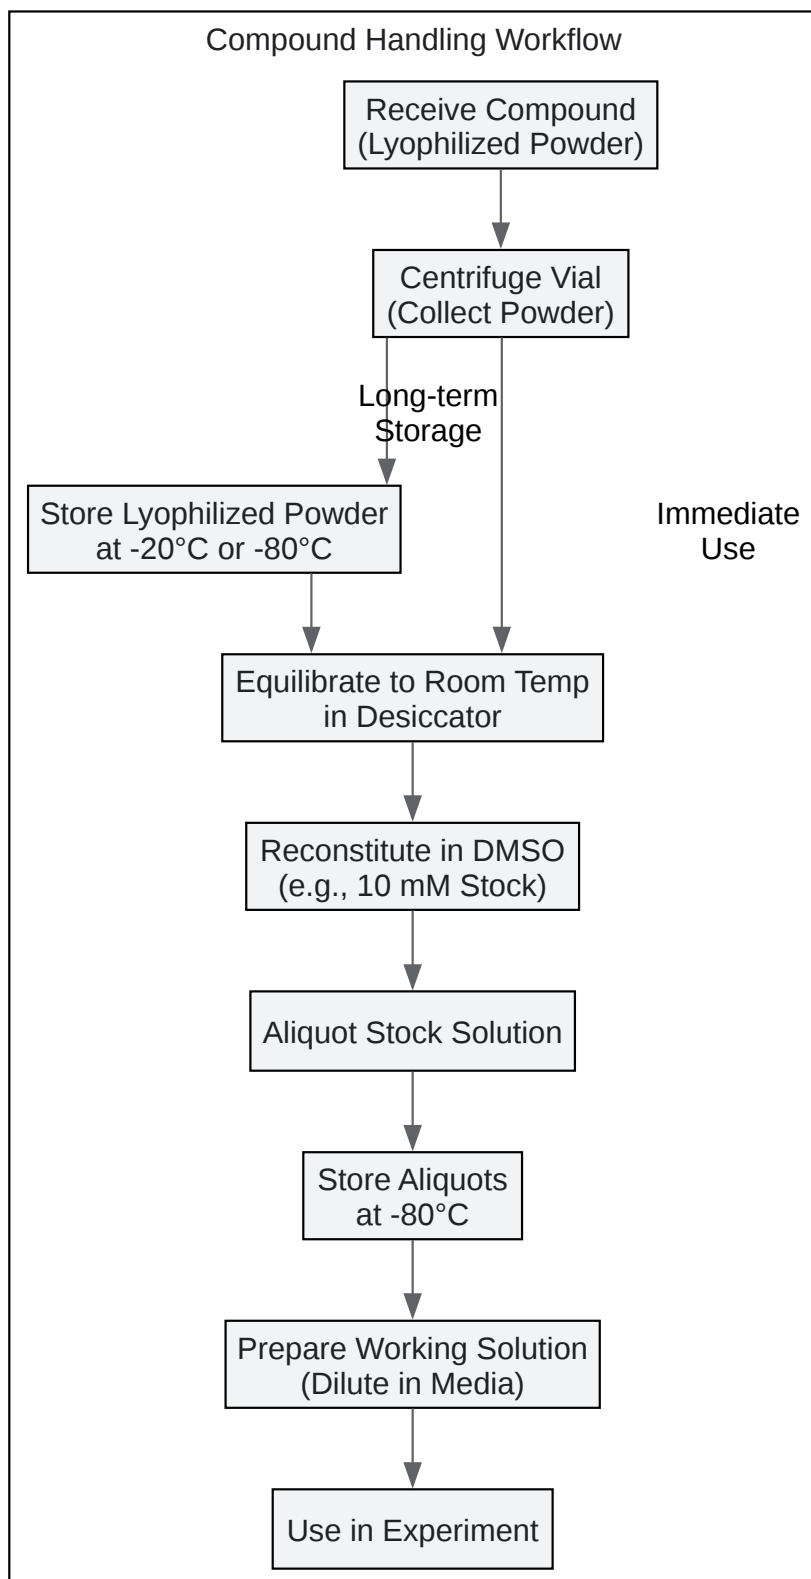 Compound Handling Workflow
Receive Compound
(Lyophilized Powder)
Centrifuge Vial
(Collect Powder)
Long-term
Storage
Store Lyophilized Powder
at -20°C or -80°C
Immediate
Use
Equilibrate to Room Temp
in Desiccator
Reconstitute in DMSO
(e.g., 10 mM Stock)
Aliquot Stock Solution
Store Aliquots
at -80°C
Prepare Working Solution
(Dilute in Media)
Use in Experiment